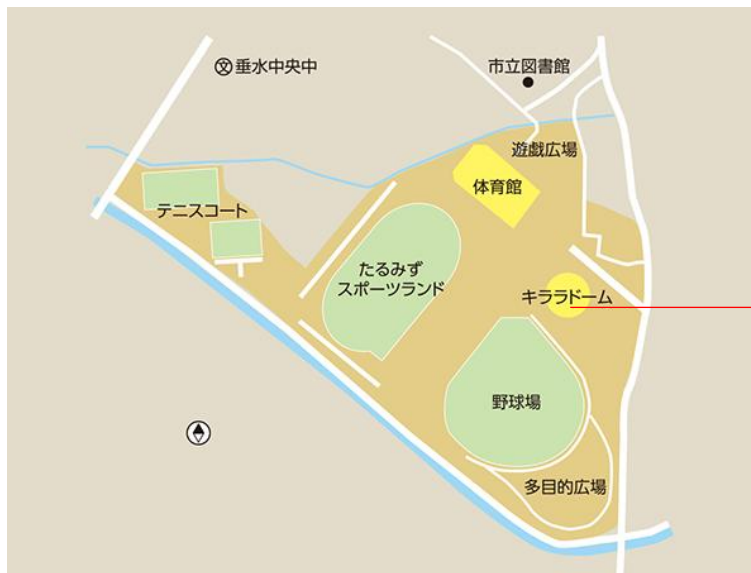 文 垂水中央中
市立図書館
遊戯広場
体育館
テニスコート
たるみず
スポーツランド
キララドーム
野球場
多目的広場